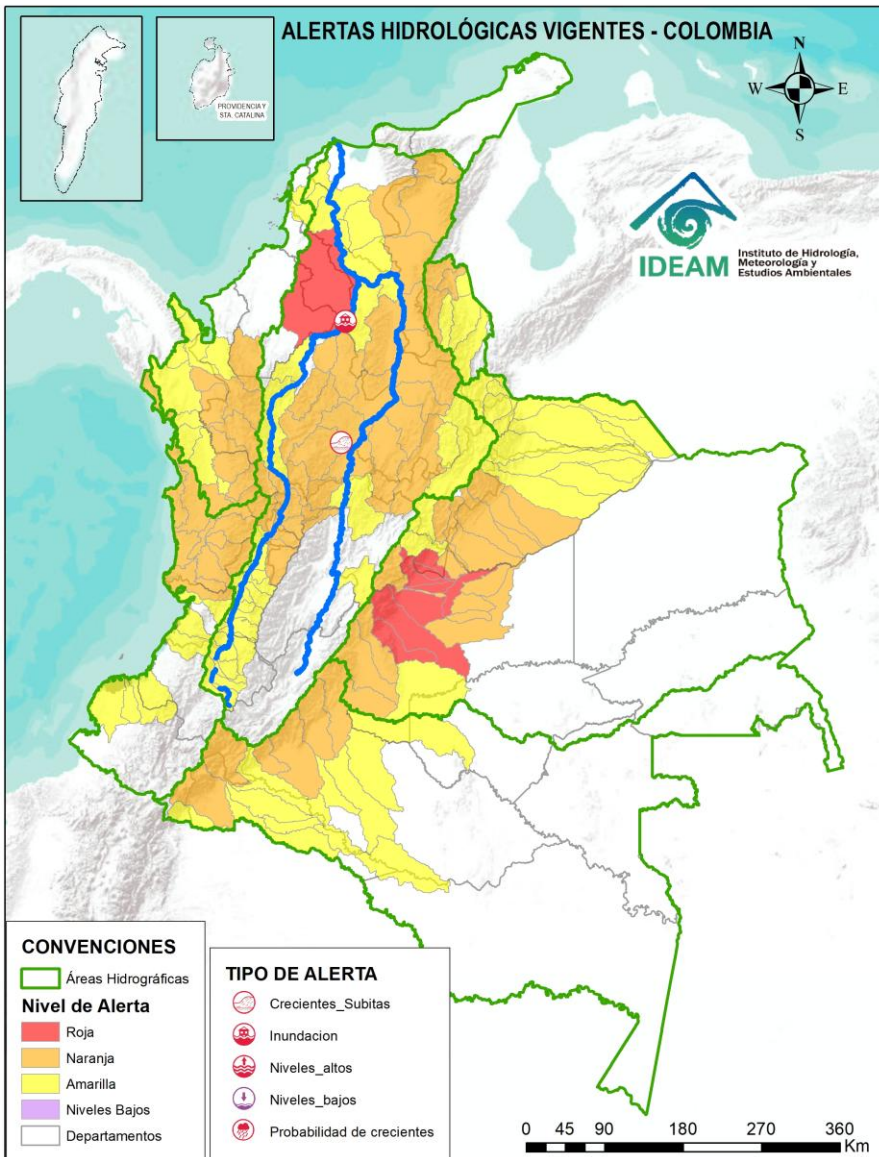 ALERTAS HIDROLÓGICAS VIGENTES - COLOMBIA
PROVIDENCIA Y
STA. CATALINA
N
W E
S
IDEAM
Instituto de Hidrología,
Meteorología y
Estudios Ambientales
CONVENCIONES
Áreas Hidrográficas
Nivel de Alerta
Roja
Naranja
Amarilla
Niveles Bajos
Departamentos
TIPO DE ALERTA
Crecientes_Subitas
Inundacion
Niveles_altos
Niveles_bajos
Probabilidad de crecientes
0 45 90 180 270 360
Km